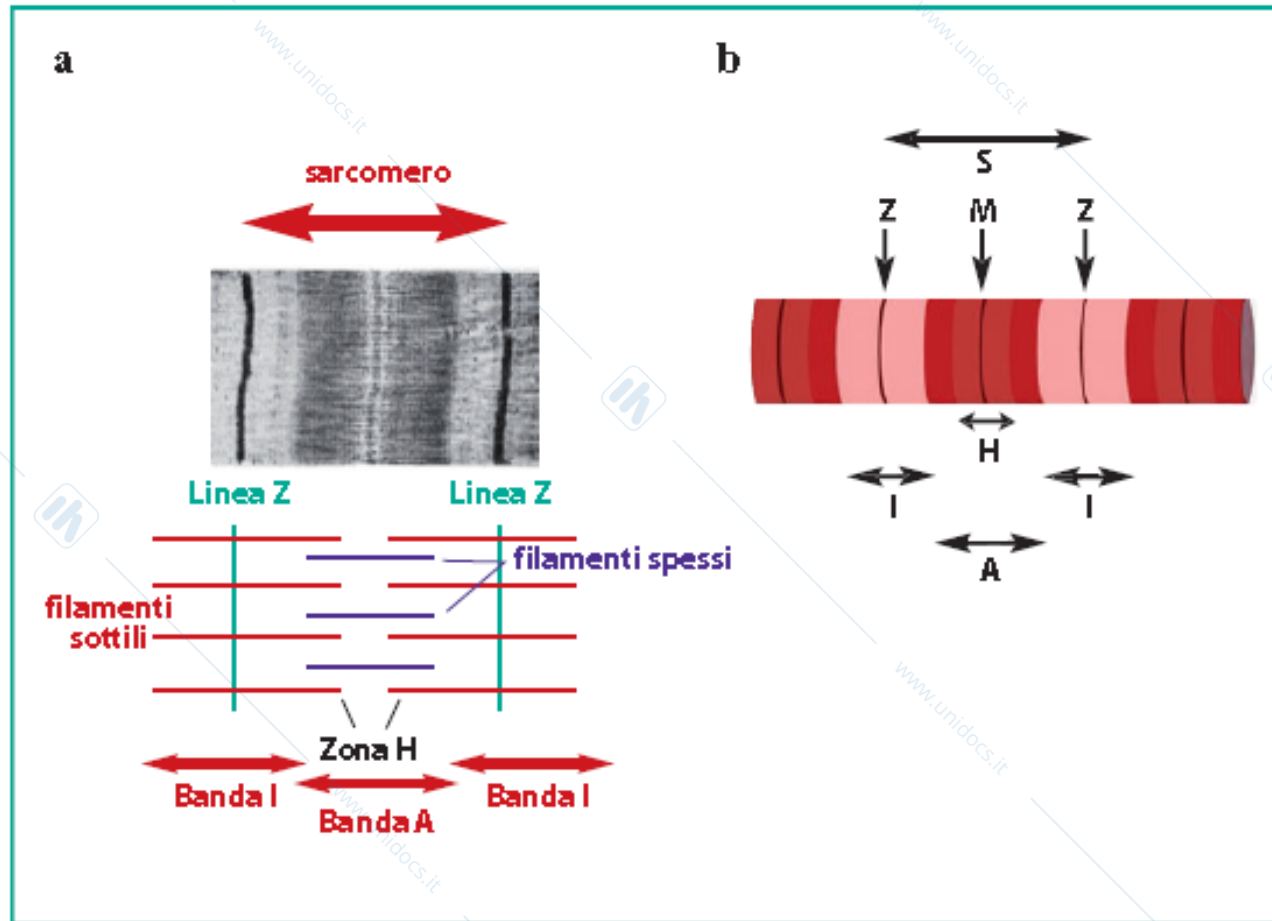 a
b
sarcomero
S
Z
M
Z
H
I
I
A
Linea Z
Linea Z
filamenti spessi
filamenti
sottili
Zona H
Banda I
Banda A
Banda I
www.unidocs.it
www.unidocs.it
www.unidocs.it
www.unidocs.it